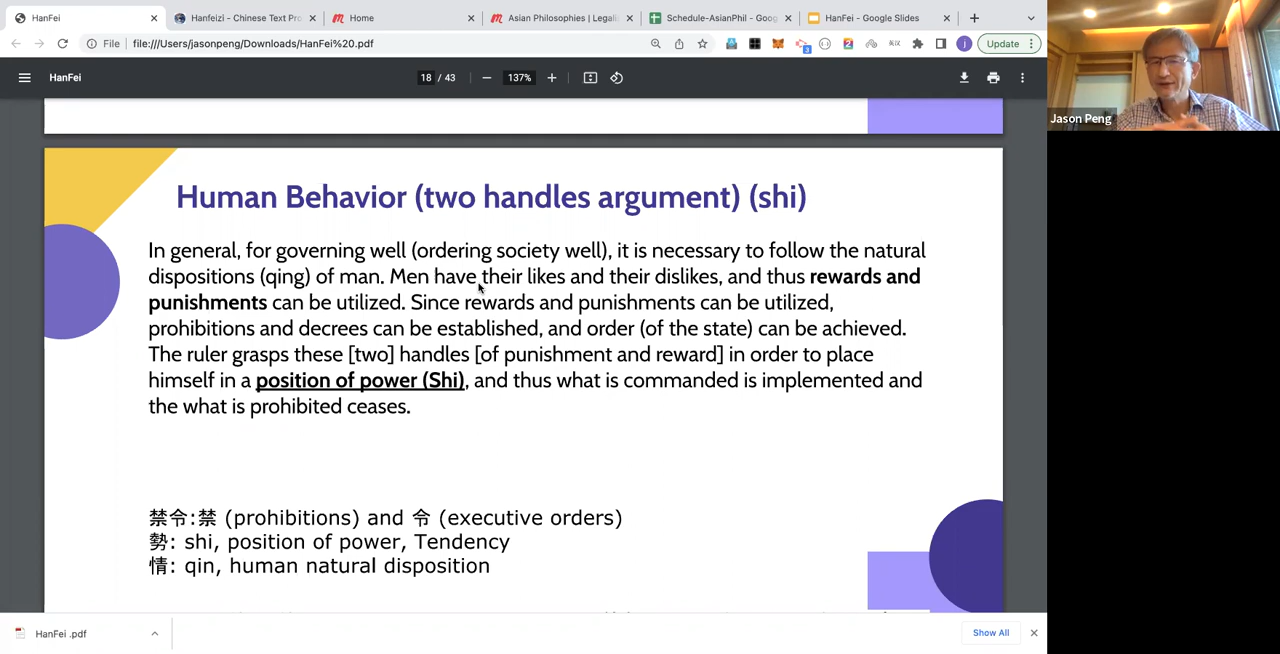 HanFei
Hanfeizi - Chinese Text Pro
Home
Asian Philosophies | Legali
Schedule-AsianPhil - Goog
HanFei - Google Slides
File
file:///Users/jasonpeng/Downloads/HanFei%20.pdf
3
2
j
Update
HanFei
18 / 43
137%
Jason Peng
Human Behavior (two handles argument) (shi)
In general, for governing well (ordering society well), it is necessary to follow the natural
dispositions (qing) of man. Men have their likes and their dislikes, and thus rewards and
punishments can be utilized. Since rewards and punishments can be utilized,
prohibitions and decrees can be established, and order (of the state) can be achieved.
The ruler grasps these [two] handles [of punishment and reward] in order to place
himself in a position of power (Shi), and thus what is commanded is implemented and
the what is prohibited ceases.
禁令:禁 (prohibitions) and 令 (executive orders)
勢: shi, position of power, Tendency
情: qin, human natural disposition
HanFei .pdf
Show All